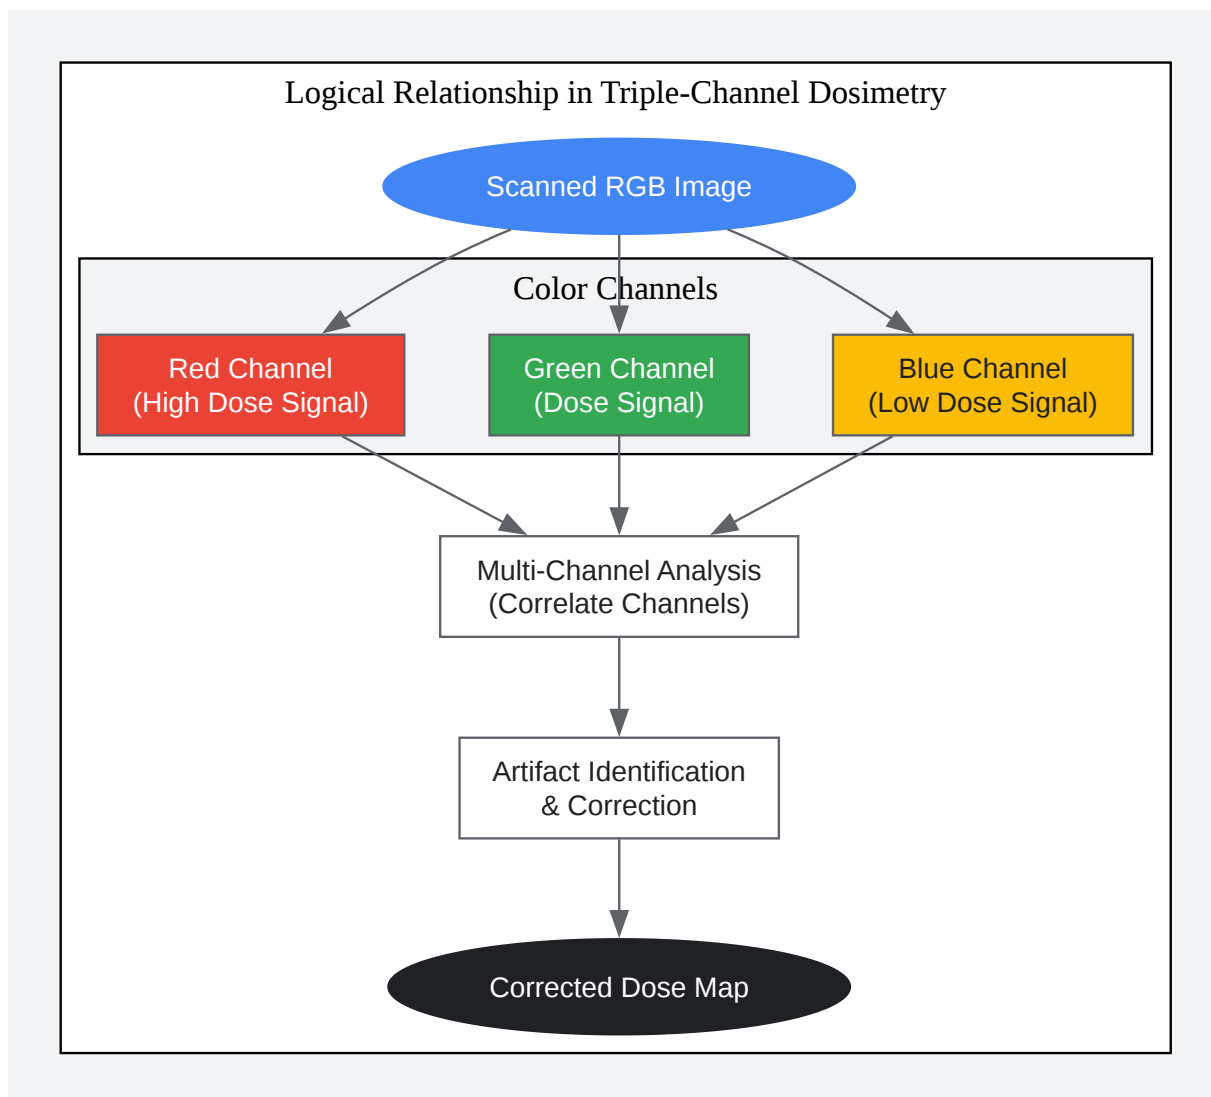 Logical Relationship in Triple-Channel Dosimetry
Scanned RGB Image
Color Channels
Red Channel
(High Dose Signal)
Green Channel
(Dose Signal)
Blue Channel
(Low Dose Signal)
Multi-Channel Analysis
(Correlate Channels)
Artifact Identification
& Correction
Corrected Dose Map